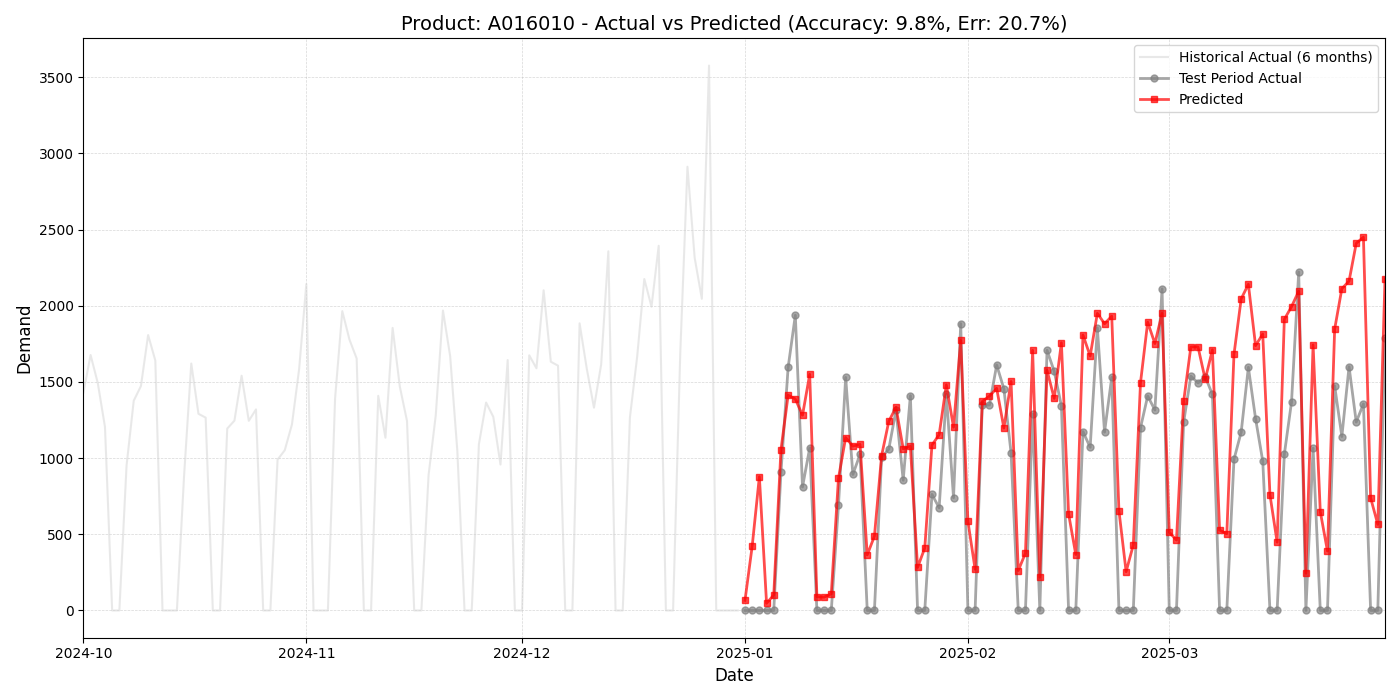 Product: A016010 - Actual vs Predicted (Accuracy: 9.8%, Err: 20.7%)
Historical Actual (6 months)
Test Period Actual
Predicted
Demand
3500
3000
2500
2000
1500
1000
500
0
2024-10
2024-11
2024-12
2025-01
2025-02
2025-03
Date